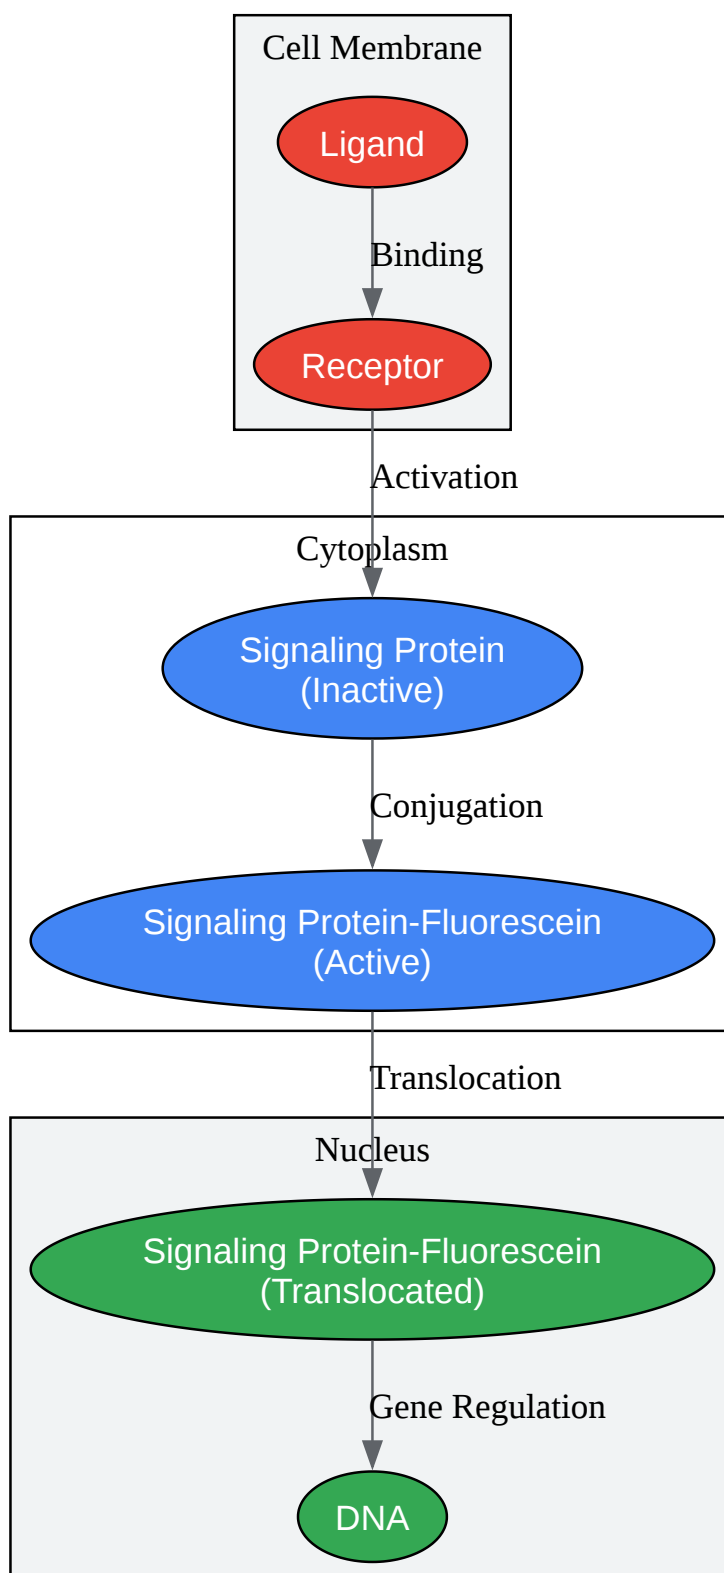 Cell Membrane
Ligand
Binding
Receptor
Activation
Cytoplasm
Signaling Protein
(Inactive)
Conjugation
Signaling Protein-Fluorescein
(Active)
Translocation
Nucleus
Signaling Protein-Fluorescein
(Translocated)
Gene Regulation
DNA